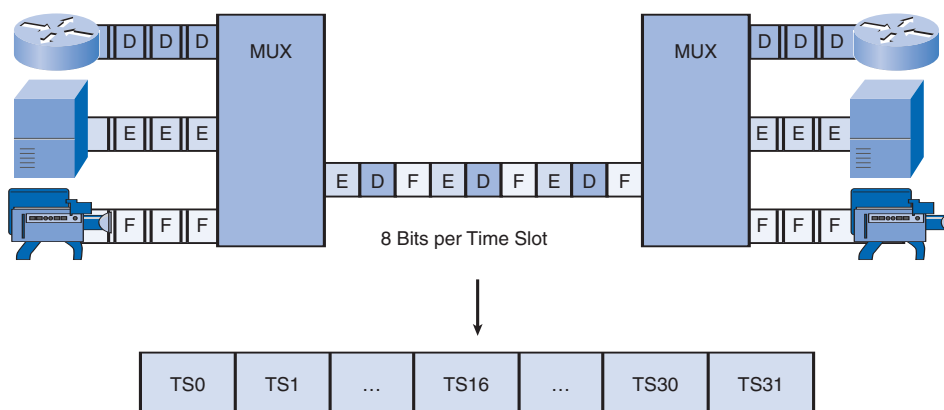 D D D MUX MUX D D D
E E E E E E
E D F E D F E D F
F F F F F F
8 Bits per Time Slot
TS0 TS1 ... TS16 ... TS30 TS31